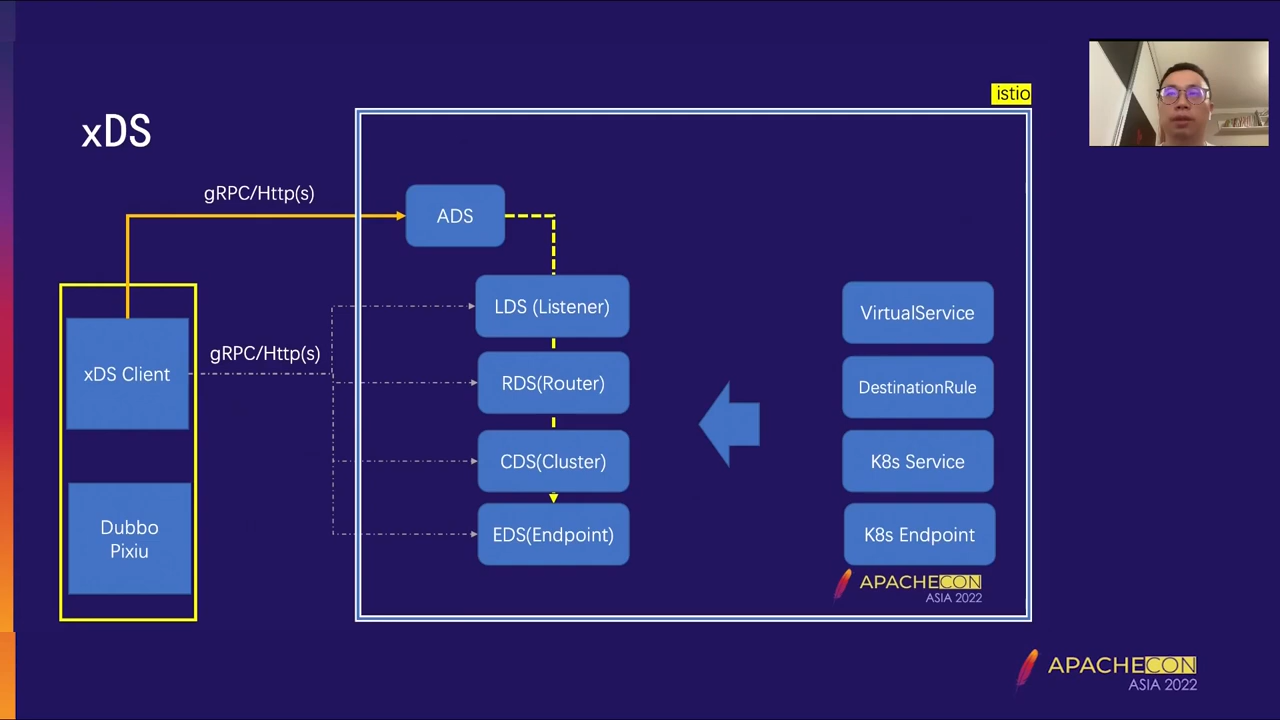 istio
xDS
gRPC/Http(s)
ADS
LDS (Listener)
VirtualService
gRPC/Http(s)
xDS Client
RDS(Router)
DestinationRule
CDS(Cluster)
K8s Service
Dubbo
Pixiu
EDS(Endpoint)
K8s Endpoint
APACHECON
ASIA 2022
APACHECON
ASIA 2022